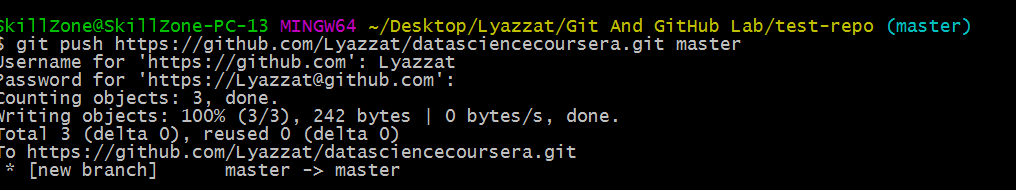 SkillZone@SkillZone-PC-13 MINGW64 ~/Desktop/Lyazzat/Git And GitHub Lab/test-repo (master)
$ git push https://github.com/Lyazzat/datasciencecoursera.git master
Username for 'https://github.com': Lyazzat
Password for 'https://Lyazzat@github.com':
Counting objects: 3, done.
Writing objects: 100% (3/3), 242 bytes | 0 bytes/s, done.
Total 3 (delta 0), reused 0 (delta 0)
To https://github.com/Lyazzat/datasciencecoursera.git
 * [new branch]      master -> master